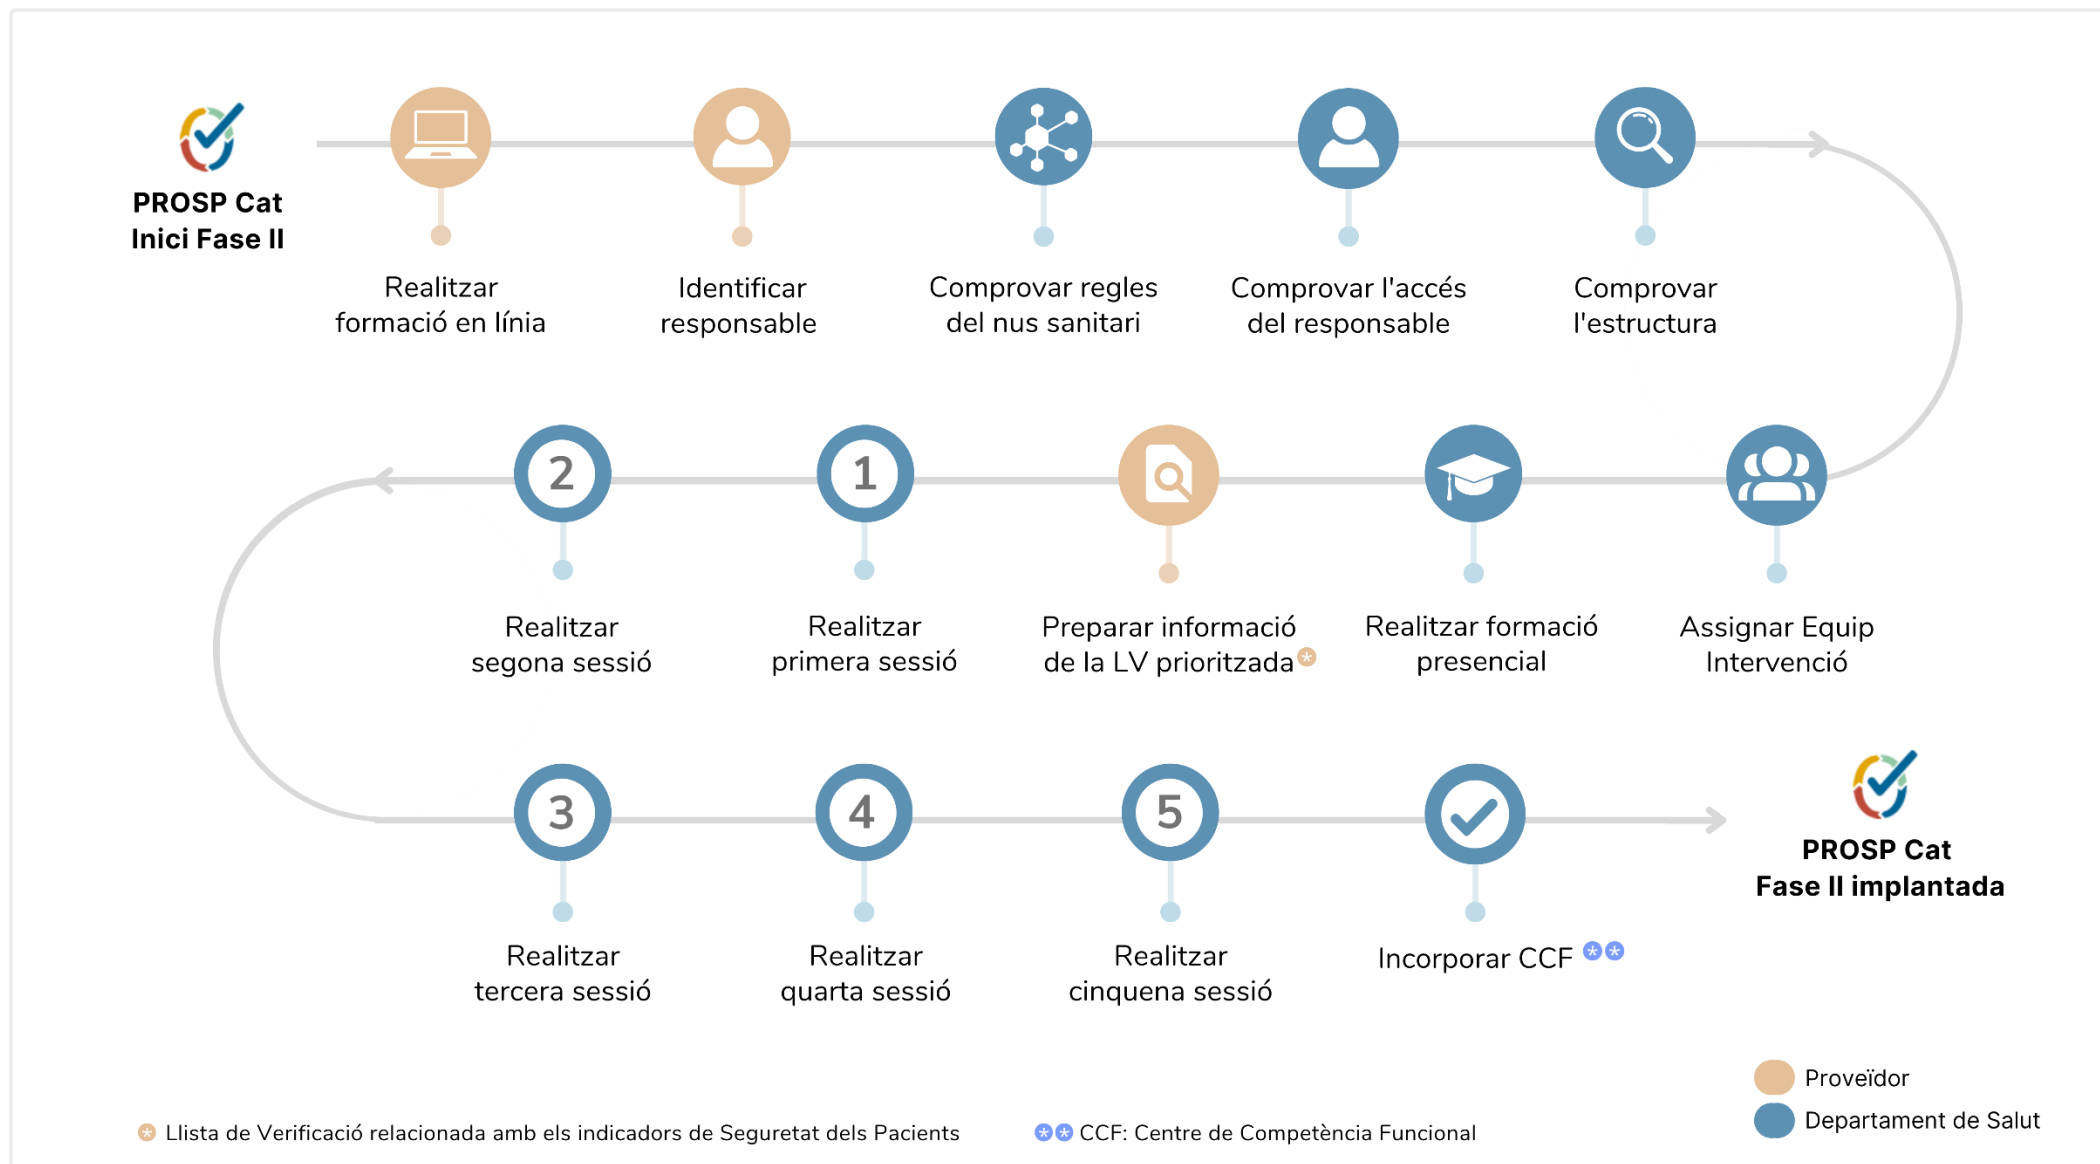 PROSP Cat
Inici Fase II
Realitzar
formació en línia
Identificar
responsable
Comprovar regles
del nus sanitari
Comprovar l'accés
del responsable
Comprovar
l'estructura
2
1
Realitzar
segona sessió
Realitzar
primera sessió
Preparar informació
de la LV prioritzada*
Realitzar formació
presencial
Assignar Equip
Intervenció
3
4
5
Realitzar
tercera sessió
Realitzar
quarta sessió
Realitzar
cinquena sessió
Incorporar CCF **
PROSP Cat
Fase II implantada
Proveïdor
Departament de Salut
* Llista de Verificació relacionada amb els indicadors de Seguretat dels Pacients
** CCF: Centre de Competència Funcional